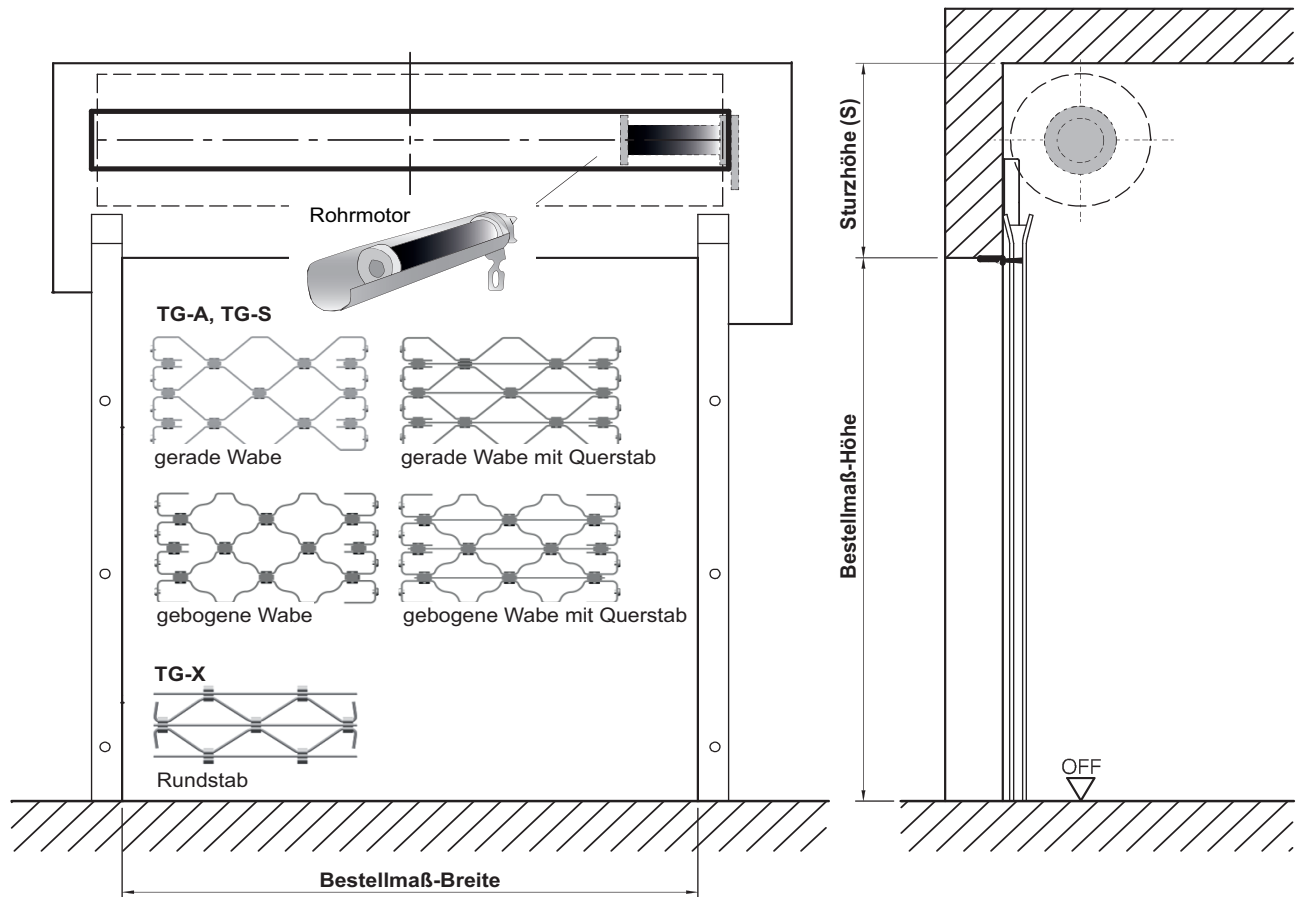 Sturzhöhe (S)
Rohrmotor
TG-A, TG-S
gerade Wabe
gerade Wabe mit Querstab
Bestellmaß-Höhe
gebogene Wabe
gebogene Wabe mit Querstab
TG-X
Rundstab
OFF
Bestellmaß-Breite